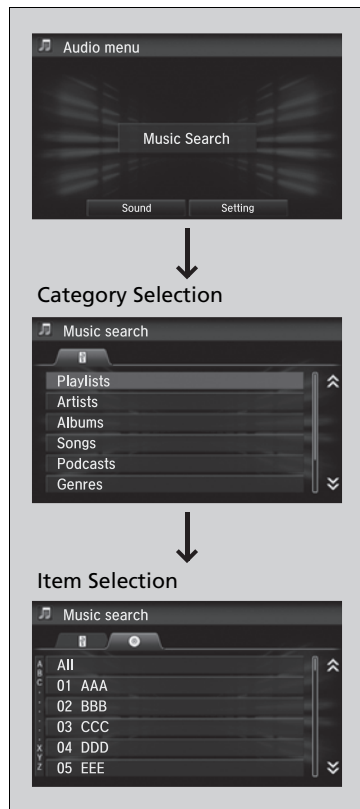 Audio menu
Music Search
Sound Setting
Category Selection
Music search
Playlists
Artists
Albums
Songs
Podcasts
Genres
Item Selection
Music search
A
B
C
All
01 AAA
02 BBB
03 CCC
04 DDD
05 EEE
X
Y
Z